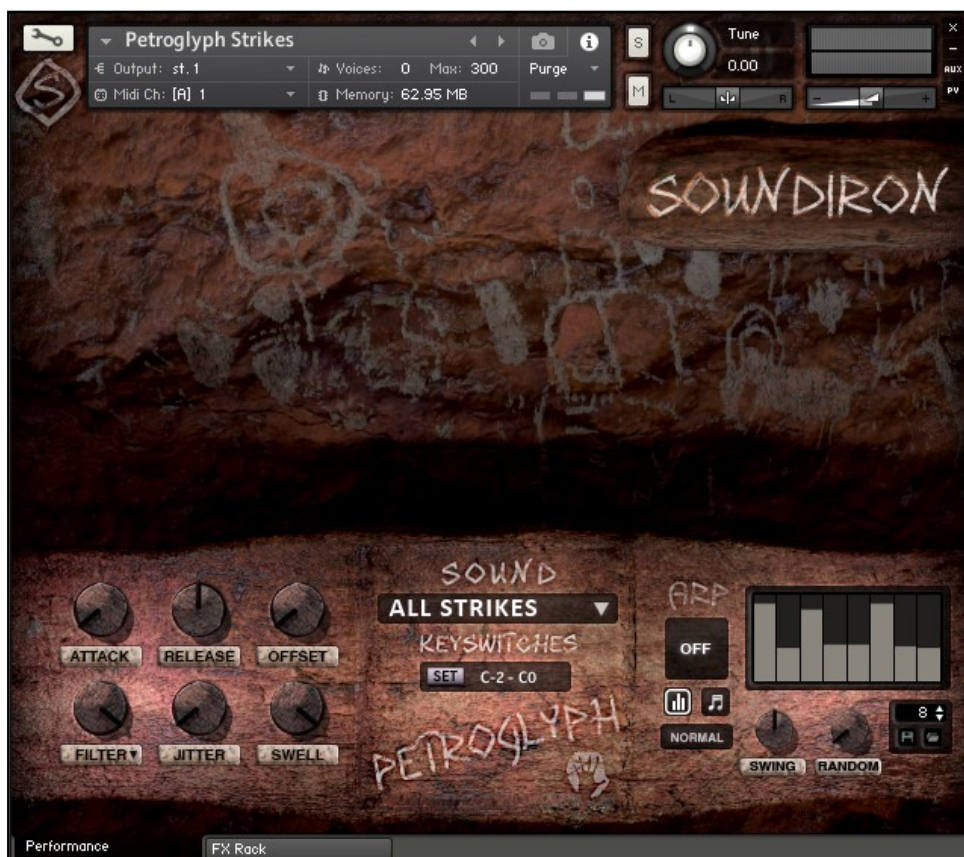 Petroglyph Strikes
Output: st.1
Voices: 0 Max: 300
Purge
Midi Ch: [A] 1
Memory: 62.95 MB
S
M
Tune
0.00
L
R
-
+
X
-
AUX
PV
S
SOUNDIRON
ATTACK
RELEASE
OFFSET
FILTER
JITTER
SWELL
SOUND
ALL STRIKES
KEYSWITCHES
SET C-2 - C0
PETROGLYPH
ARP
OFF
NORMAL
8
SWING
RANDOM
Performance
FX Rack